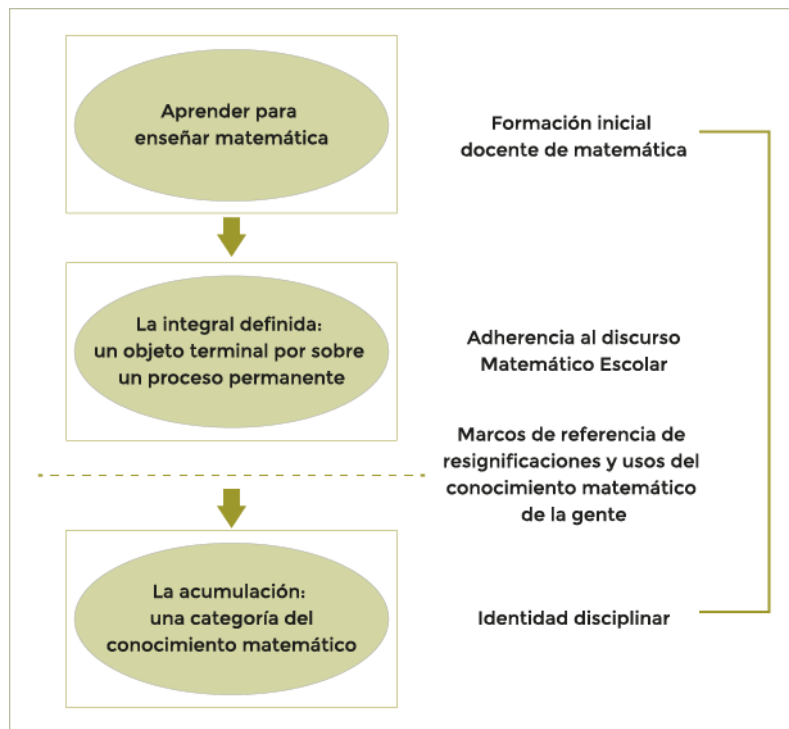 Aprender para
enseñar matemática
Formación inicial
docente de matemática
La integral definida:
un objeto terminal por sobre
un proceso permanente
Adherencia al discurso
Matemático Escolar
Marcos de referencia de
resignificaciones y usos del
conocimiento matemático
de la gente
La acumulación:
una categoría del
conocimiento matemático
Identidad disciplinar